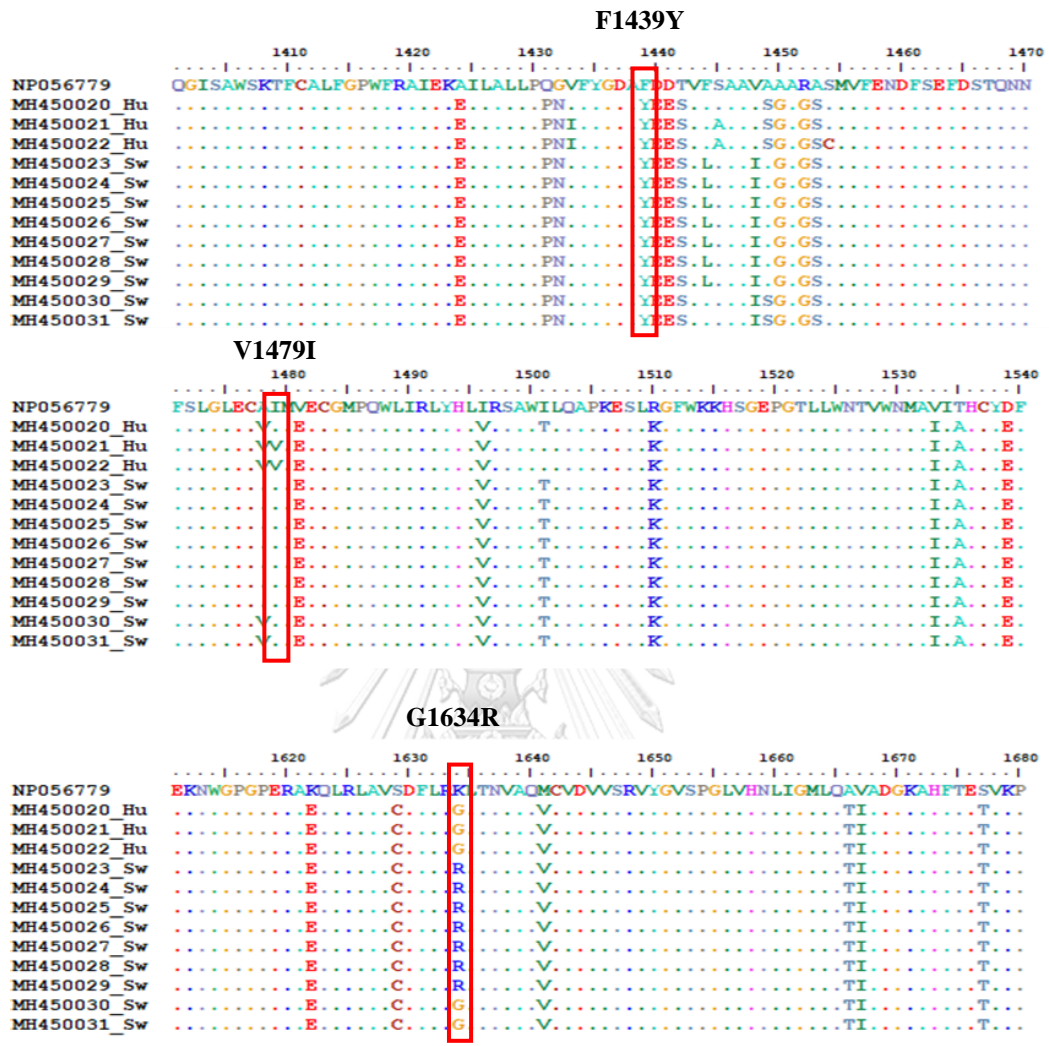 F1439Y
1410 1420 1430 1440 1450 1460 1470
NP056779 QGISAWSKTFCALFGPWFRAIEKAILALLPQGVFYGDAFDDTVFSAAVAAARASMVFENDFSEFDSTQNN
MH450020_Hu .......................E......PN......YEES......SG.GS.................
MH450021_Hu .......................E......PNI.....YEES..A...SG.GS.................
MH450022_Hu .......................E......PNI.....YEES..A...SG.GSC................
MH450023_Sw .......................E......PN......YEES.L...I.G.GS.................
MH450024_Sw .......................E......PN......YEES.L...I.G.GS.................
MH450025_Sw .......................E......PN......YEES.L...I.G.GS.................
MH450026_Sw .......................E......PN......YEES.L...I.G.GS.................
MH450027_Sw .......................E......PN......YEES.L...I.G.GS.................
MH450028_Sw .......................E......PN......YEES.L...I.G.GS.................
MH450029_Sw .......................E......PN......YEES.L...I.G.GS.................
MH450030_Sw .......................E......PN......YEES.....ISG.GS.................
MH450031_Sw .......................E......PN......YEES.....ISG.GS.................
V1479I
1480 1490 1500 1510 1520 1530 1540
NP056779 FSLGLECAIMVECGMPQWLIRLYHLIRSAWILQAPKESLRGFWKKHSGEPGTLLWNTVWNMAVITHCYDF
MH450020_Hu .......V..E..............V....T........K......................I.A...E.
MH450021_Hu .......VV.E..............V.............K......................I.A...E.
MH450022_Hu .......VV.E..............V.............K......................I.A...E.
MH450023_Sw ..........E..............V....T........K......................I.A...E.
MH450024_Sw ..........E..............V....T........K......................I.A...E.
MH450025_Sw ..........E..............V....T........K......................I.A...E.
MH450026_Sw ..........E..............V....T........K......................I.A...E.
MH450027_Sw ..........E..............V....T........K......................I.A...E.
MH450028_Sw ..........E..............V....T........K......................I.A...E.
MH450029_Sw ..........E..............V....T........K......................I.A...E.
MH450030_Sw .......V..E..............V....T........K......................I.A...E.
MH450031_Sw .......V..E..............V....T........K......................I.A...E.
G1634R
1620 1630 1640 1650 1660 1670 1680
NP056779 EKNWGPGPERAKQLRLAVSDFLRKLTNVAQMCVDVVSRVYGVSPGLVHNLIGMLQAVADGKAHFTESVKP
MH450020_Hu ...........E......C....G......V........................TI.........T...
MH450021_Hu ...........E......C....G......V........................TI.........T...
MH450022_Hu ...........E......C....G......V........................TI.........T...
MH450023_Sw ...........E......C....R......V........................TI.........T...
MH450024_Sw ...........E......C....R......V........................TI.........T...
MH450025_Sw ...........E......C....R......V........................TI.........T...
MH450026_Sw ...........E......C....R......V........................TI.........T...
MH450027_Sw ...........E......C....R......V........................TI.........T...
MH450028_Sw ...........E......C....R......V........................TI.........T...
MH450029_Sw ...........E......C....R......V........................TI.........T...
MH450030_Sw ...........E......C....G......V........................TI.........T...
MH450031_Sw ...........E......C....G......V........................TI.........T...